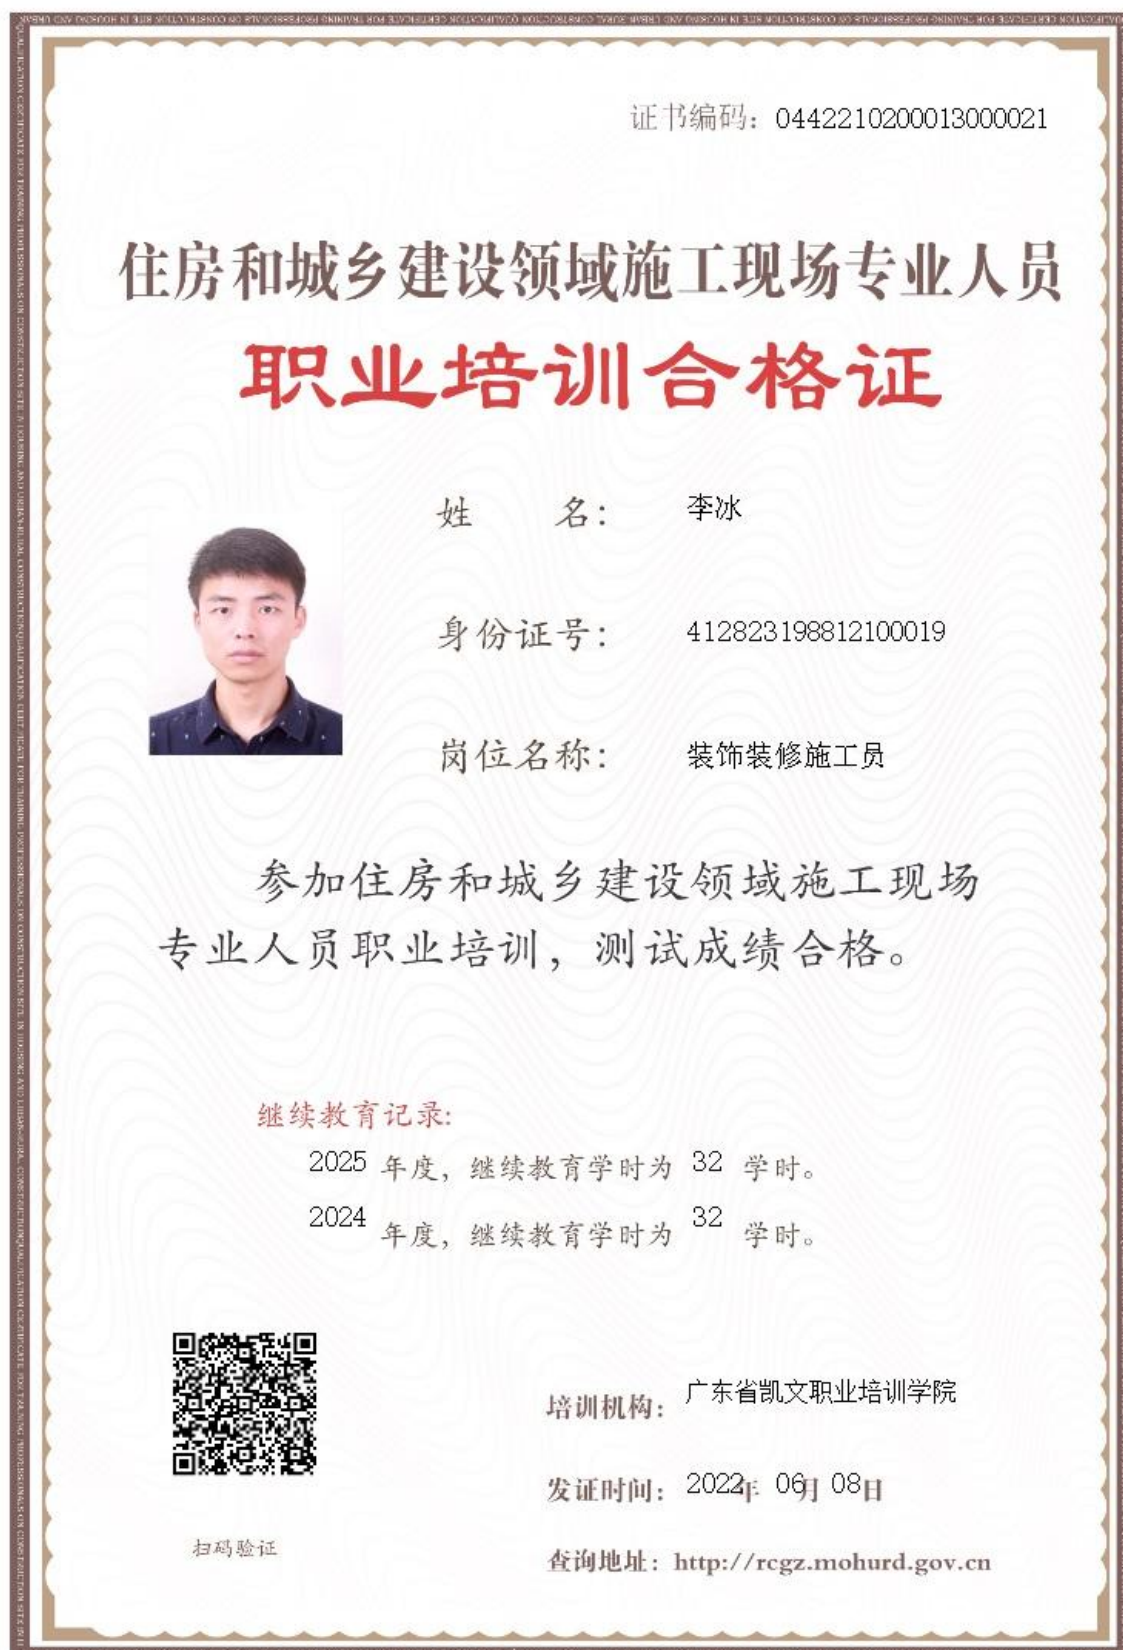 证书编码：0442210200013000021
住房和城乡建设领域施工现场专业人员
职业培训合格证
姓 名：李冰
身份证号：412823198812100019
岗位名称：装饰装修施工员
参加住房和城乡建设领域施工现场
专业人员职业培训，测试成绩合格。
继续教育记录:
2025 年度，继续教育学时为 32 学时。
2024 年度，继续教育学时为 32 学时。
培训机构：广东省凯文职业培训学院
发证时间：2022年 06月 08日
扫码验证
查询地址：http://rcgz.mohurd.gov.cn